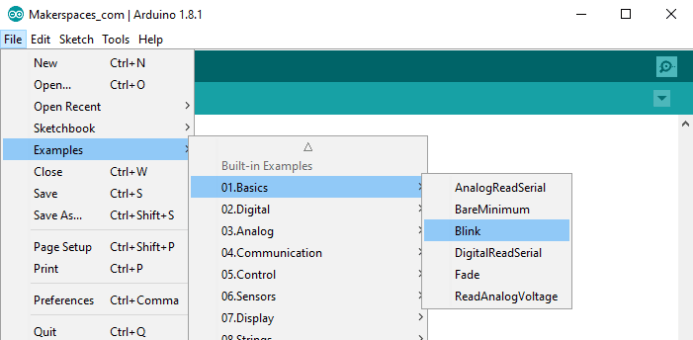 Makerspaces_com | Arduino 1.8.1
File Edit Sketch Tools Help
New Ctrl+N
Open... Ctrl+O
Open Recent
Sketchbook
Examples
Close Ctrl+W
Save Ctrl+S
Save As... Ctrl+Shift+S
Page Setup Ctrl+Shift+P
Print Ctrl+P
Preferences Ctrl+Comma
Quit Ctrl+Q
Built-in Examples
01.Basics
02.Digital
03.Analog
04.Communication
05.Control
06.Sensors
07.Display
08.Strings
AnalogReadSerial
BareMinimum
Blink
DigitalReadSerial
Fade
ReadAnalogVoltage